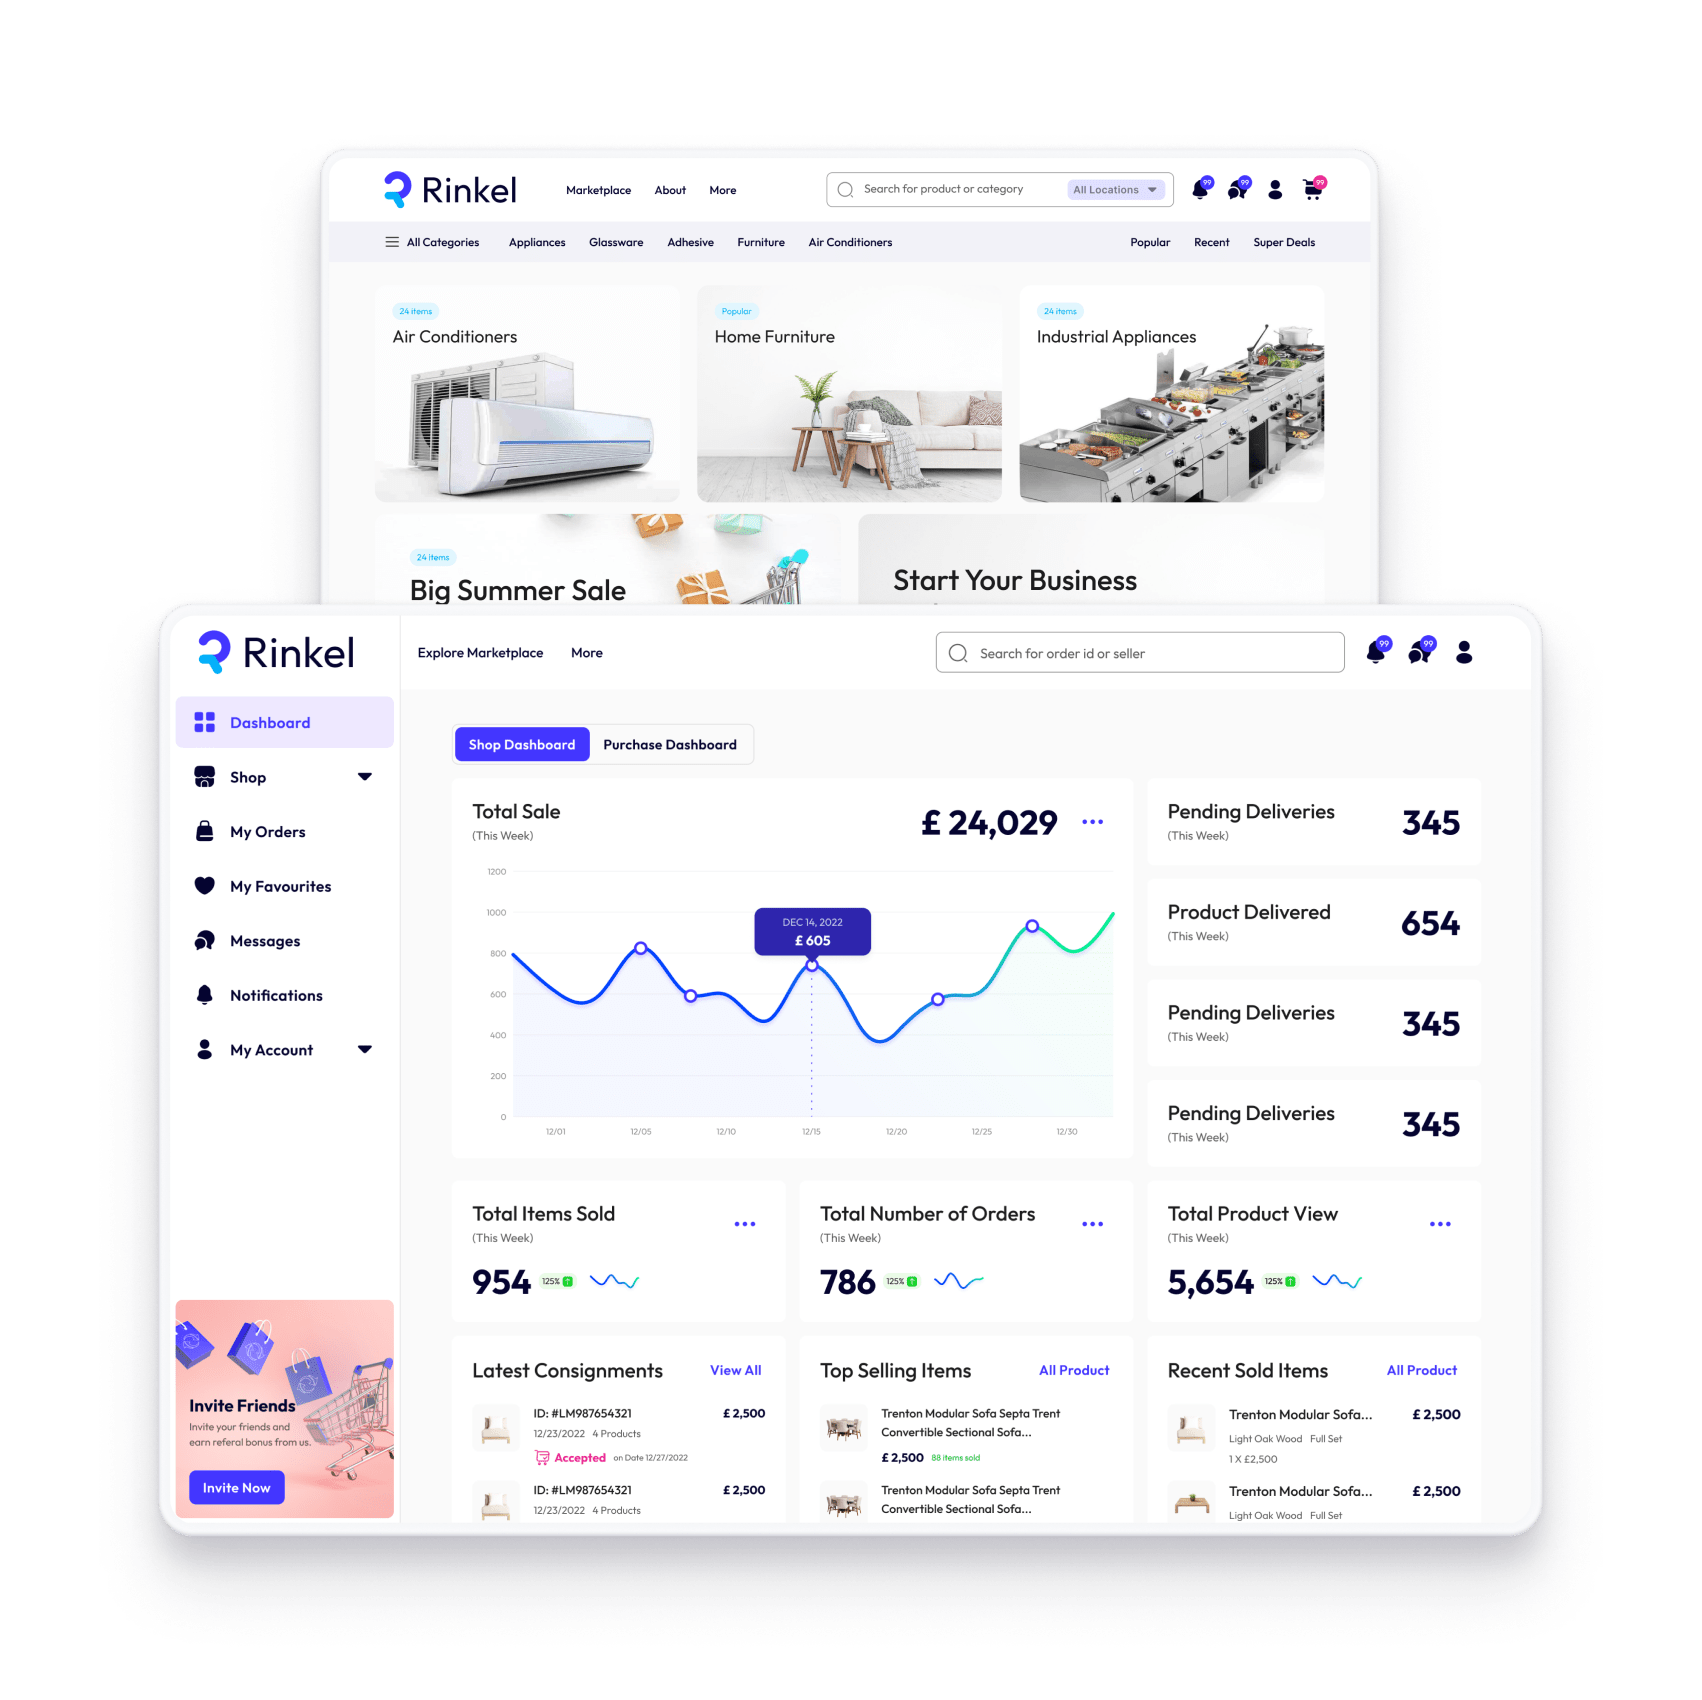 Rinkel
Marketplace About More
Search for product or category
All Locations
99
99
99
All Categories Appliances Glassware Adhesive Furniture Air Conditioners
Popular Recent Super Deals
24 items
Air Conditioners
Popular
Home Furniture
24 items
Industrial Appliances
24 items
Big Summer Sale
Start Your Business
Rinkel
Explore Marketplace More
Search for order id or seller
99
99
Dashboard
Shop
My Orders
My Favourites
Messages
Notifications
My Account
Invite Friends
Invite your friends and
earn referal bonus from us.
Invite Now
Shop Dashboard Purchase Dashboard
Total Sale
(This Week)
£ 24,029
1200
1000
800
600
400
200
0
DEC 14, 2022
£ 605
12/01 12/05 12/10 12/15 12/20 12/25 12/30
Pending Deliveries
(This Week)
345
Product Delivered
(This Week)
654
Pending Deliveries
(This Week)
345
Pending Deliveries
(This Week)
345
Total Items Sold
(This Week)
954 125%
Total Number of Orders
(This Week)
786 125%
Total Product View
(This Week)
5,654 125%
Latest Consignments View All
ID: #LM987654321 £ 2,500
12/23/2022 4 Products
Accepted on Date 12/27/2022
ID: #LM987654321 £ 2,500
12/23/2022 4 Products
Top Selling Items All Product
Trenton Modular Sofa Septa Trent
Convertible Sectional Sofa...
£ 2,500 88 items sold
Trenton Modular Sofa Septa Trent
Convertible Sectional Sofa...
Recent Sold Items All Product
Trenton Modular Sofa... £ 2,500
Light Oak Wood Full Set
1 X £2,500
Trenton Modular Sofa... £ 2,500
Light Oak Wood Full Set